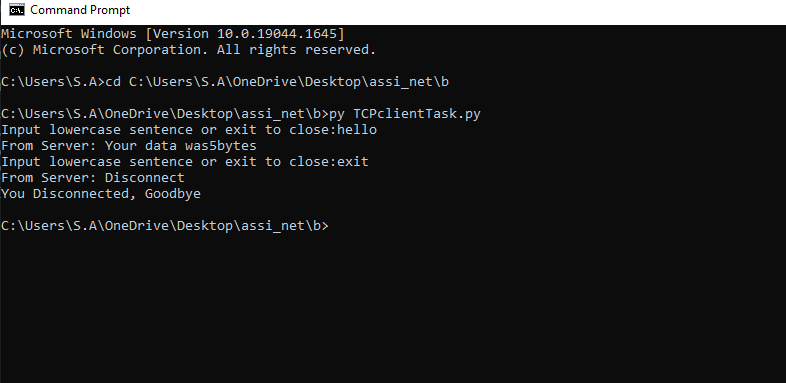 Command Prompt
Microsoft Windows [Version 10.0.19044.1645]
(c) Microsoft Corporation. All rights reserved.
C:\Users\S.A>cd C:\Users\S.A\OneDrive\Desktop\assi_net\b
C:\Users\S.A\OneDrive\Desktop\assi_net\b>py TCPclientTask.py
Input lowercase sentence or exit to close:hello
From Server: Your data was5bytes
Input lowercase sentence or exit to close:exit
From Server: Disconnect
You Disconnected, Goodbye
C:\Users\S.A\OneDrive\Desktop\assi_net\b>